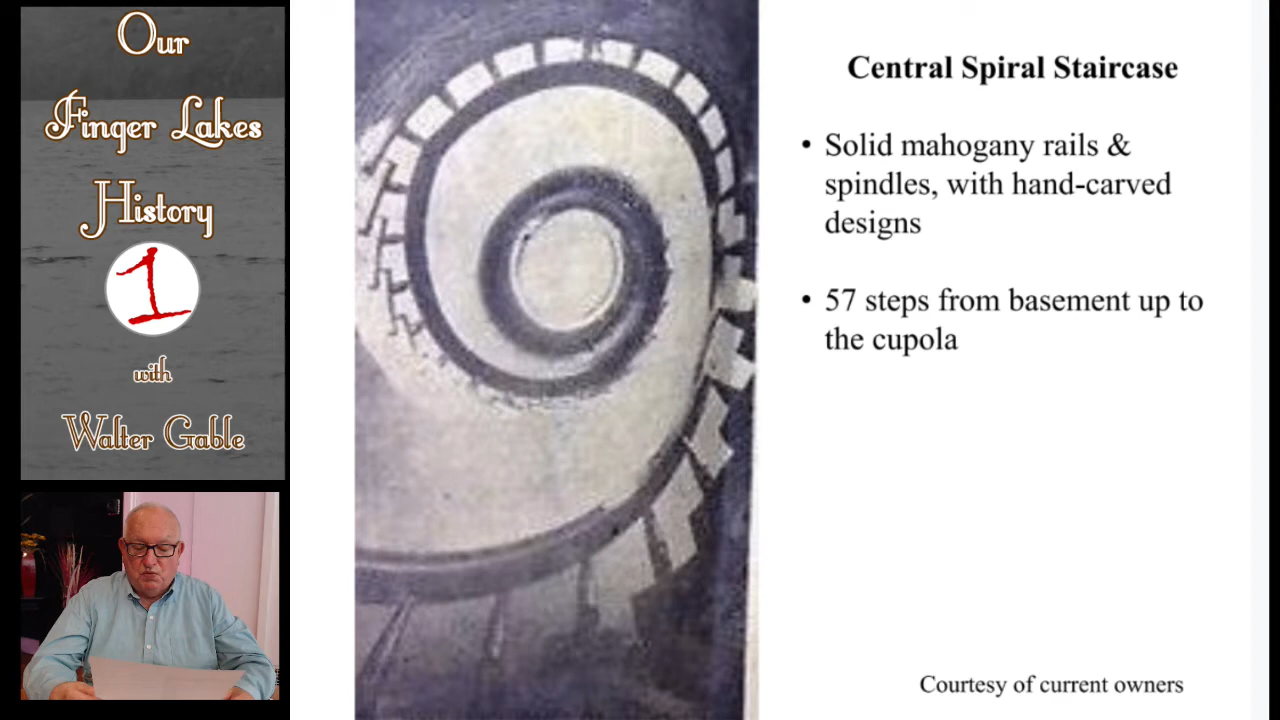 Our
Finger Lakes
History
1
with
Walter Gable
Central Spiral Staircase
• Solid mahogany rails &
spindles, with hand-carved
designs
• 57 steps from basement up to
the cupola
Courtesy of current owners